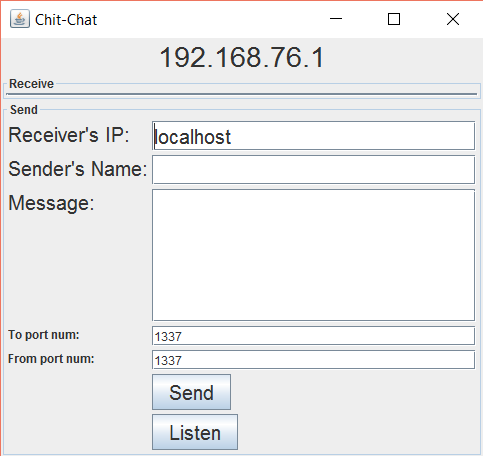 Chit-Chat
192.168.76.1
Receive
Send
Receiver's IP: localhost
Sender's Name:
Message:
To port num: 1337
From port num: 1337
Send
Listen